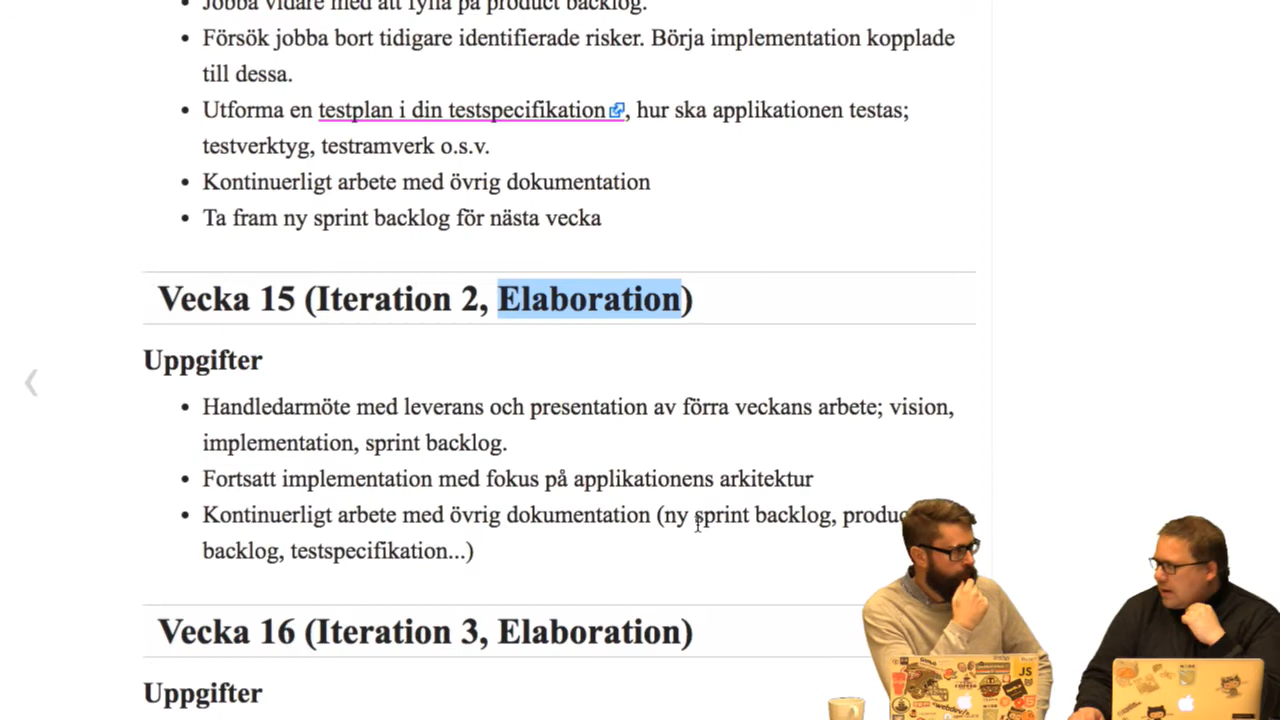 Jobba vidare med att fylla på product backlog.
Försök jobba bort tidigare identifierade risker. Börja implementation kopplade
till dessa.
Utforma en testplan i din testspecifikation, hur ska applikationen testas;
testverktyg, testramverk o.s.v.
Kontinuerligt arbete med övrig dokumentation
Ta fram ny sprint backlog för nästa vecka
Vecka 15 (Iteration 2, Elaboration)
Uppgifter
Handledarmöte med leverans och presentation av förra veckans arbete; vision,
implementation, sprint backlog.
Fortsatt implementation med fokus på applikationens arkitektur
Kontinuerligt arbete med övrig dokumentation (ny sprint backlog,
backlog, testspecifikation...)
Vecka 16 (Iteration 3, Elaboration)
Uppgifter
JS